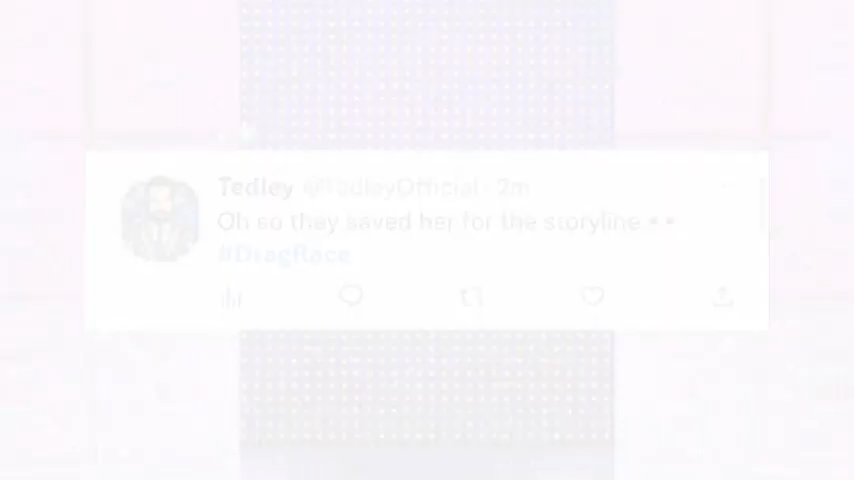 Tedley @TedleyOfficial · 2m
Oh so they saved her for the storyline 👀
#DragRace